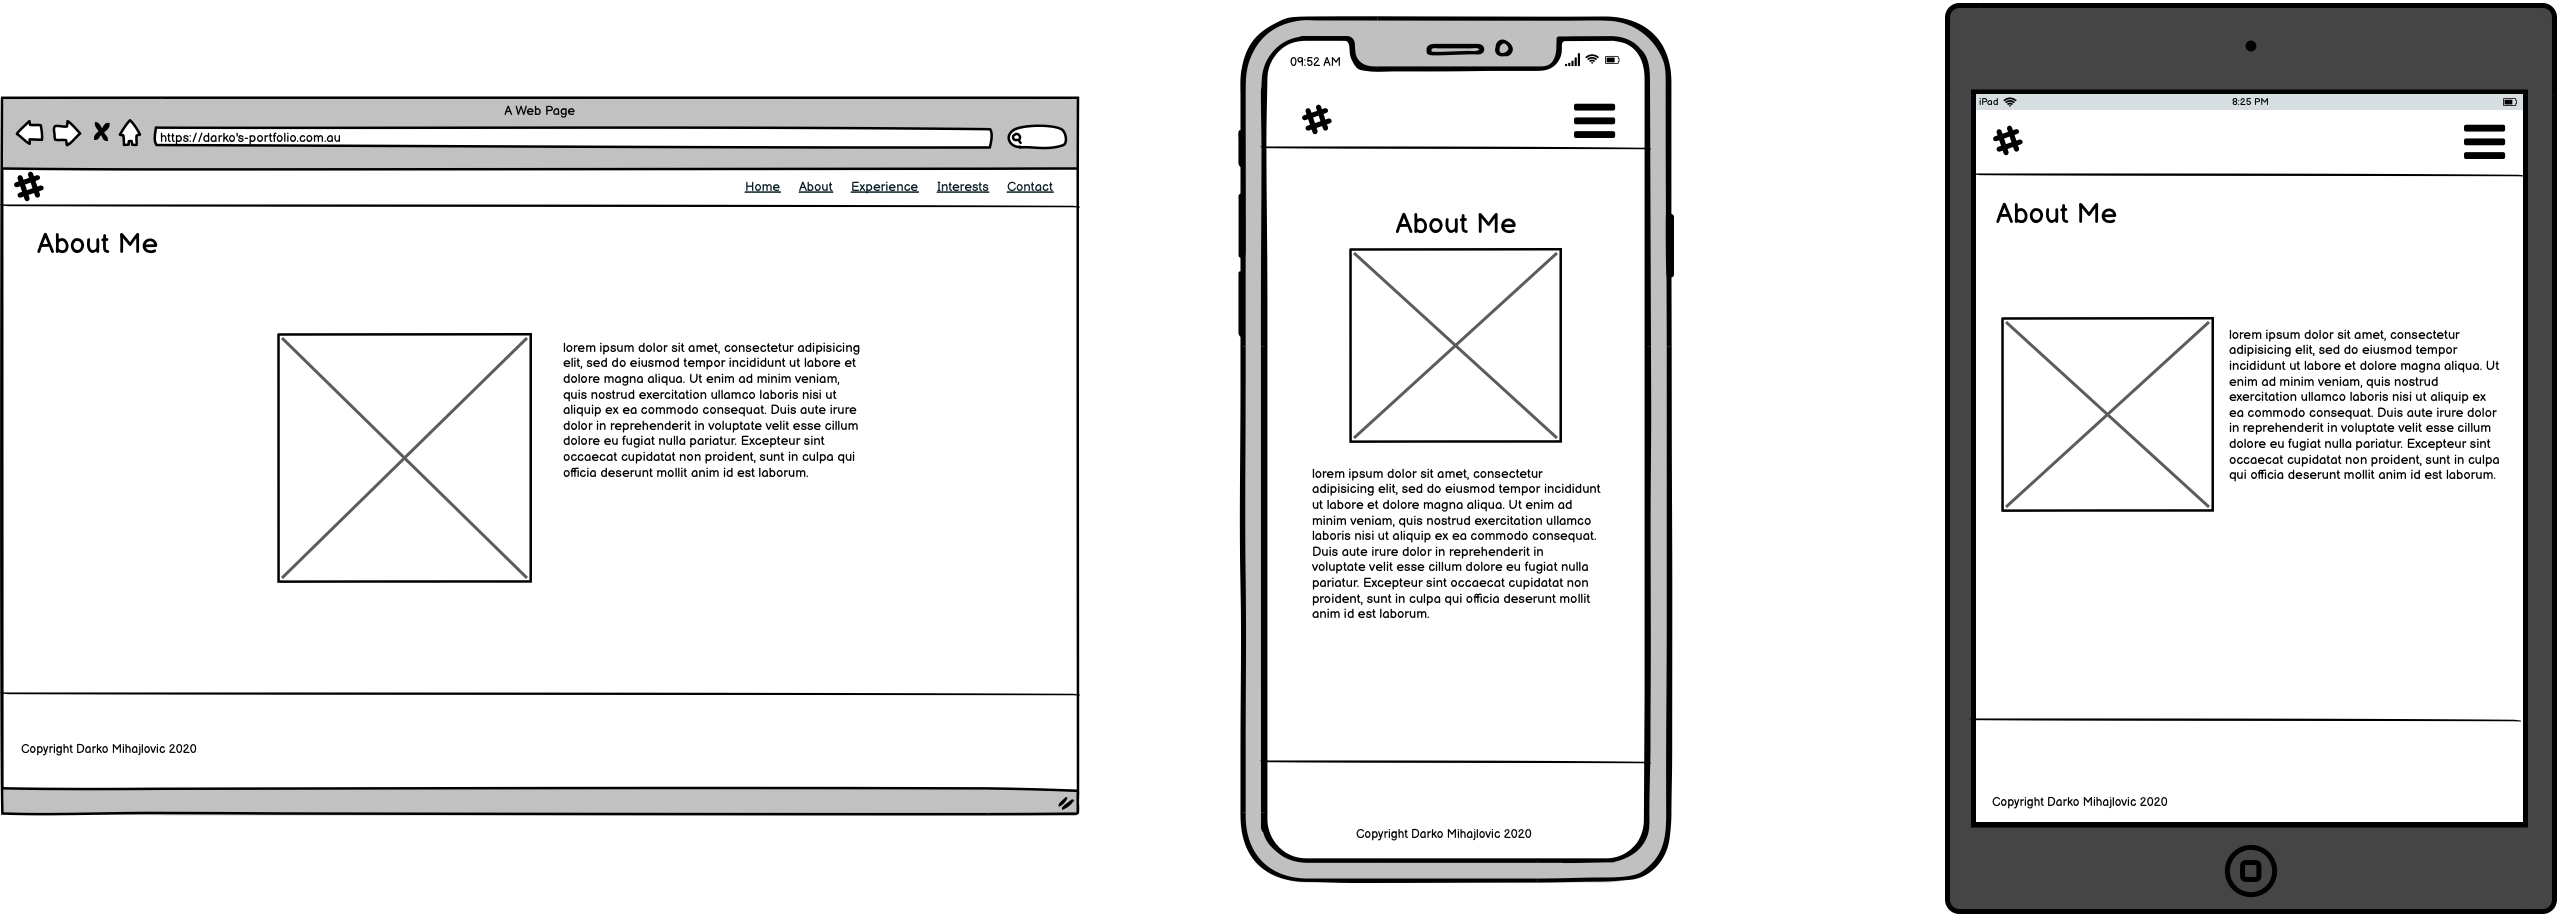 A Web Page
https://darko's-portfolio.com.au
Home About Experience Interests Contact
About Me
lorem ipsum dolor sit amet, consectetur adipisicing
elit, sed do eiusmod tempor incididunt ut labore et
dolore magna aliqua. Ut enim ad minim veniam,
quis nostrud exercitation ullamco laboris nisi ut
aliquip ex ea commodo consequat. Duis aute irure
dolor in reprehenderit in voluptate velit esse cillum
dolore eu fugiat nulla pariatur. Excepteur sint
occaecat cupidatat non proident, sunt in culpa qui
officia deserunt mollit anim id est laborum.
Copyright Darko Mihajlovic 2020
09:52 AM
About Me
lorem ipsum dolor sit amet, consectetur
adipisicing elit, sed do eiusmod tempor incididunt
ut labore et dolore magna aliqua. Ut enim ad
minim veniam, quis nostrud exercitation ullamco
laboris nisi ut aliquip ex ea commodo consequat.
Duis aute irure dolor in reprehenderit in
voluptate velit esse cillum dolore eu fugiat nulla
pariatur. Excepteur sint occaecat cupidatat non
proident, sunt in culpa qui officia deserunt mollit
anim id est laborum.
Copyright Darko Mihajlovic 2020
iPad 8:25 PM
About Me
lorem ipsum dolor sit amet, consectetur
adipisicing elit, sed do eiusmod tempor
incididunt ut labore et dolore magna aliqua. Ut
enim ad minim veniam, quis nostrud
exercitation ullamco laboris nisi ut aliquip ex
ea commodo consequat. Duis aute irure dolor
in reprehenderit in voluptate velit esse cillum
dolore eu fugiat nulla pariatur. Excepteur sint
occaecat cupidatat non proident, sunt in culpa
qui officia deserunt mollit anim id est laborum.
Copyright Darko Mihajlovic 2020